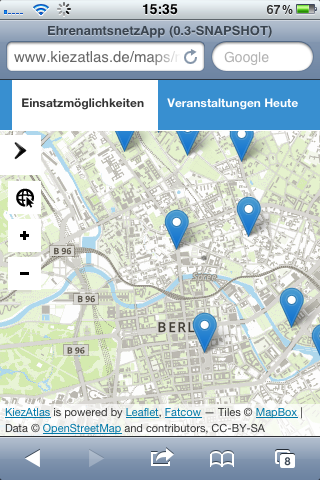 15:35 67%
EhrenamtsnetzApp (0.3-SNAPSHOT)
www.kiezatlas.de/maps/ Google
Einsatzmöglichkeiten Veranstaltungen Heute
B 96
B 96
Spree
BERL
B 96
KiezAtlas is powered by Leaflet, Fatcow — Tiles © MapBox |
Data © OpenStreetMap and contributors, CC-BY-SA
8